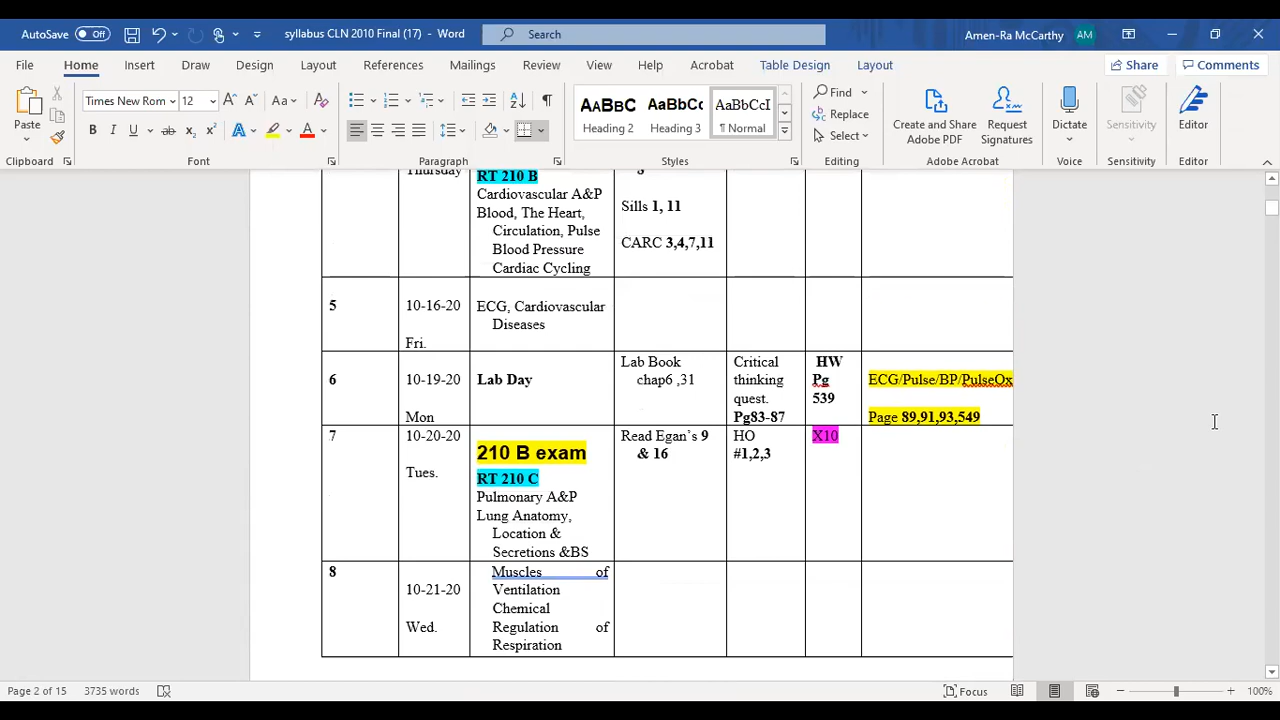 AutoSave Off syllabus CLN 2010 Final (17) - Word Search Amen-Ra McCarthy AM
File Home Insert Draw Design Layout References Mailings Review View Help Acrobat Table Design Layout Share Comments
Paste
Times New Rom 12 A A Aa A
B I U ab x₂ x² A A
AABBC AaBbCc AaBbCcI
Heading 2 Heading 3 ¶ Normal
Find
Replace
Select
Create and Share
Adobe PDF
Request
Signatures
Dictate
Sensitivity
Editor
Clipboard Font Paragraph Styles Editing Adobe Acrobat Voice Sensitivity Editor
Thursday
RT 210 B
Cardiovascular A&P
Blood, The Heart,
Circulation, Pulse
Blood Pressure
Cardiac Cycling
8
Sills 1, 11
CARC 3,4,7,11
5
10-16-20
Fri.
ECG, Cardiovascular
Diseases
6
10-19-20
Mon
Lab Day
Lab Book
chap6 ,31
Critical
thinking
quest.
Pg83-87
HW
Pg
539
ECG/Pulse/BP/PulseOx
Page 89,91,93,549
7
10-20-20
Tues.
210 B exam
RT 210 C
Pulmonary A&P
Lung Anatomy,
Location &
Secretions &BS
Read Egan’s 9
& 16
HO
#1,2,3
X10
8
10-21-20
Wed.
Muscles of
Ventilation
Chemical
Regulation of
Respiration
Page 2 of 15 3735 words Focus 100%